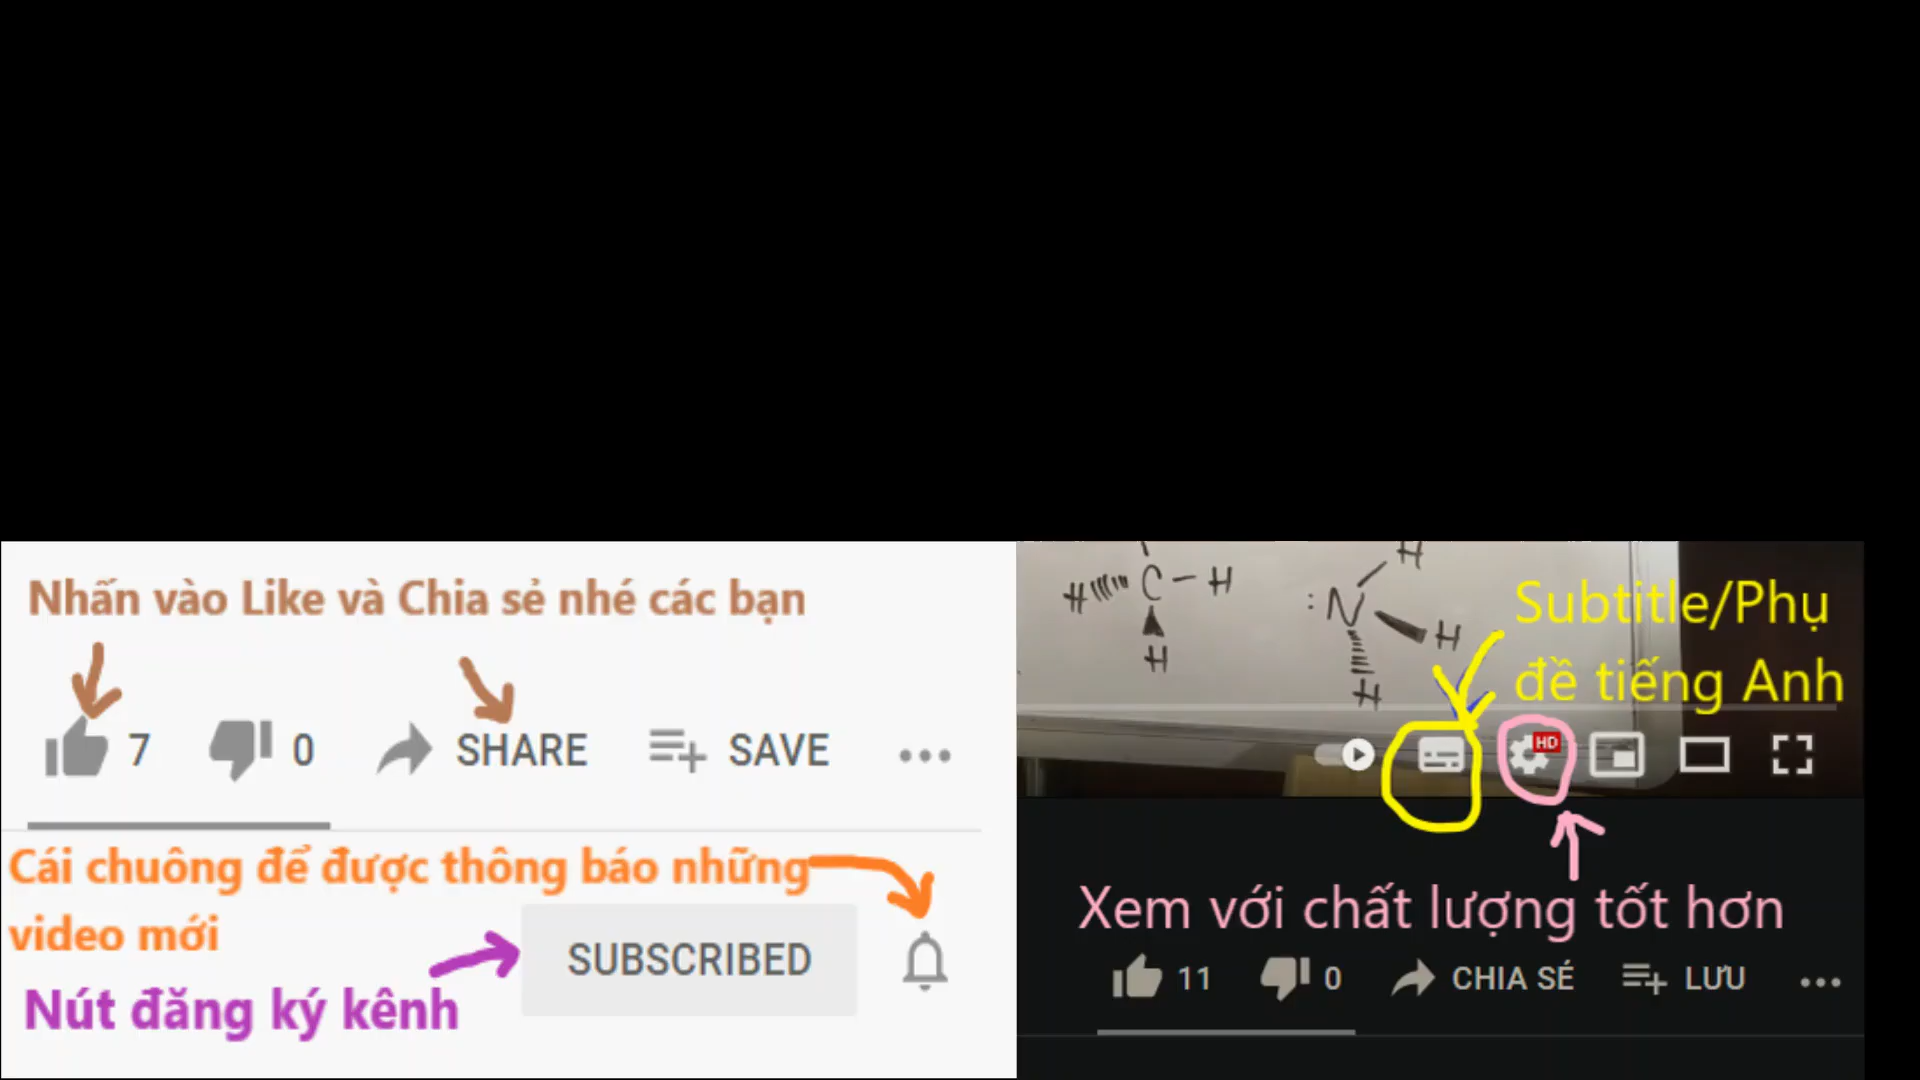 Nhấn vào Like và Chia sẻ nhé các bạn
7 0 SHARE SAVE
Cái chuông để được thông báo những
video mới
SUBSCRIBED
Nút đăng ký kênh
H C H
H
: N H
H
H
Subtitle/Phụ
đề tiếng Anh
HD
Xem với chất lượng tốt hơn
11 0 CHIA SẺ LƯU